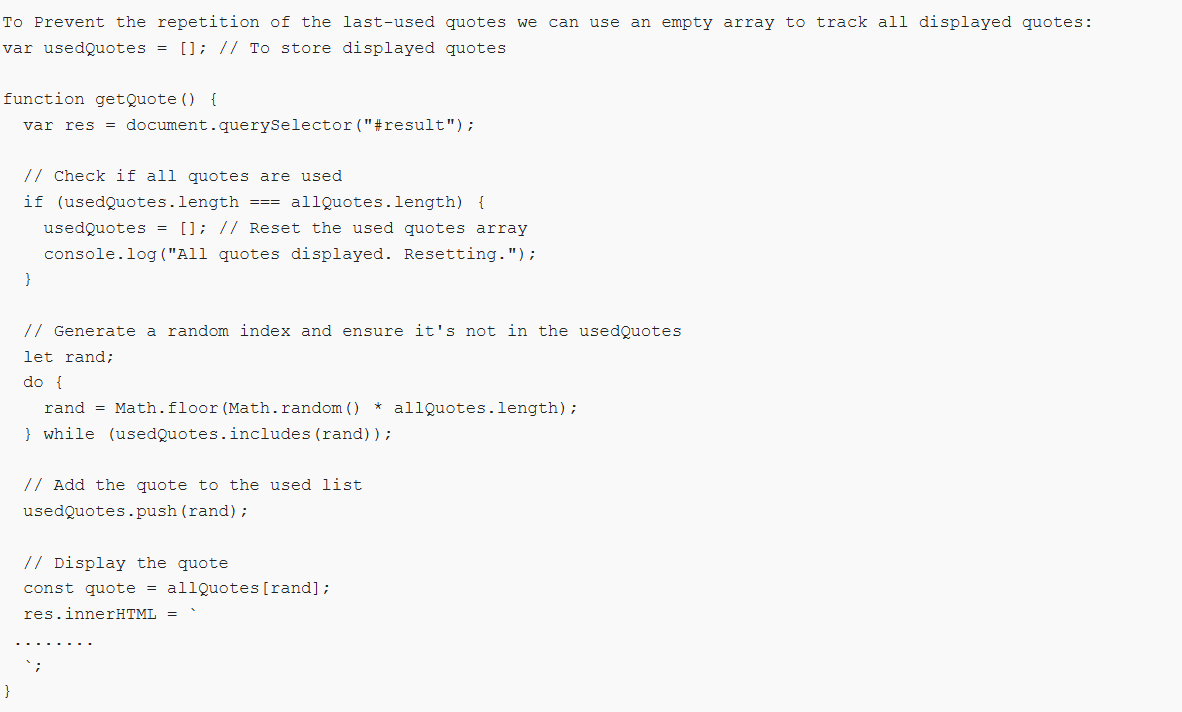 To Prevent the repetition of the last-used quotes we can use an empty array to track all displayed quotes:
var usedQuotes = []; // To store displayed quotes

function getQuote() {
  var res = document.querySelector("#result");

  // Check if all quotes are used
  if (usedQuotes.length === allQuotes.length) {
    usedQuotes = []; // Reset the used quotes array
    console.log("All quotes displayed. Resetting.");
  }

  // Generate a random index and ensure it's not in the usedQuotes
  let rand;
  do {
    rand = Math.floor(Math.random() * allQuotes.length);
  } while (usedQuotes.includes(rand));

  // Add the quote to the used list
  usedQuotes.push(rand);

  // Display the quote
  const quote = allQuotes[rand];
  res.innerHTML = `
 ........
  `;
}